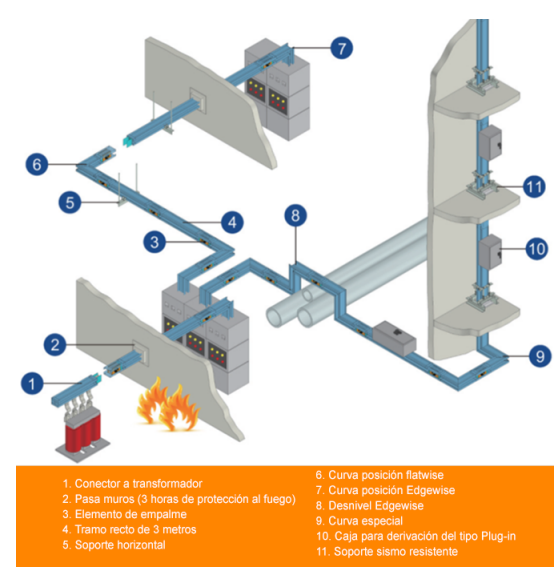 7
6
11
5
4
8
3
10
2
9
1
1. Conector a transformador
2. Pasa muros (3 horas de protección al fuego)
3. Elemento de empalme
4. Tramo recto de 3 metros
5. Soporte horizontal
6. Curva posición flatwise
7. Curva posición Edgewise
8. Desnivel Edgewise
9. Curva especial
10. Caja para derivación del tipo Plug-in
11. Soporte sismo resistente